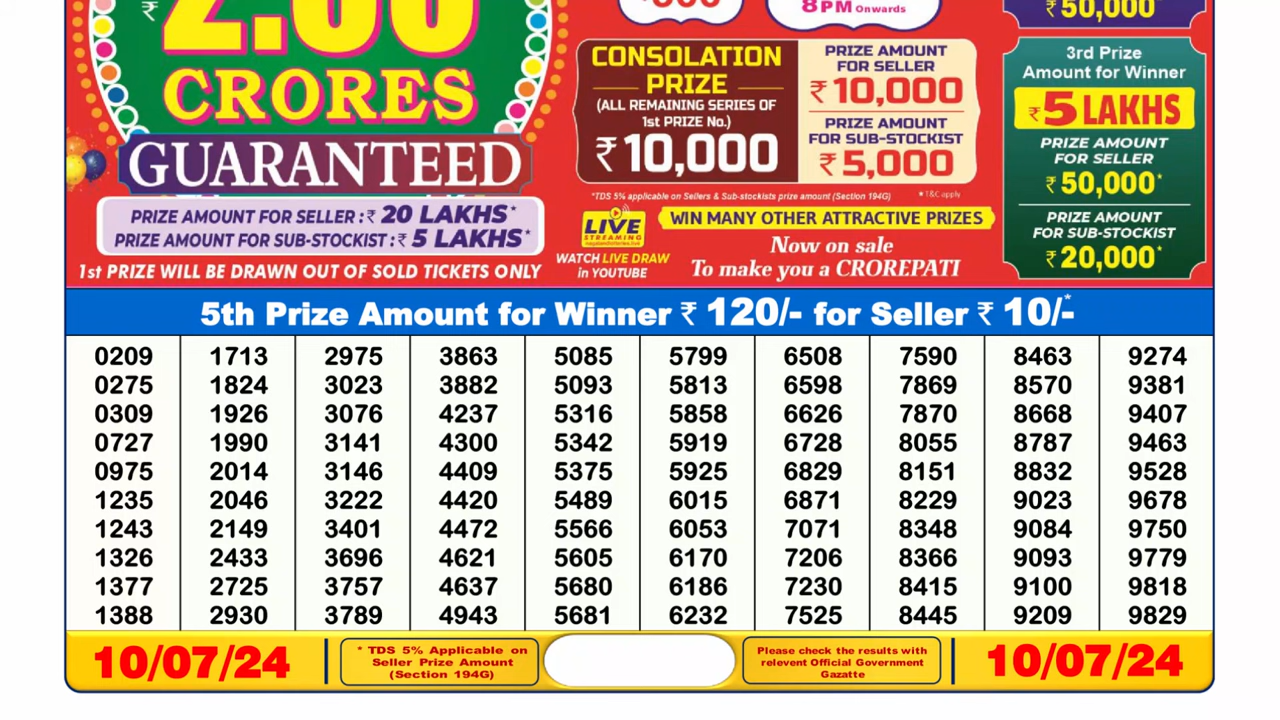 ₹
CRORES
GUARANTEED
PRIZE AMOUNT FOR SELLER : ₹ 20 LAKHS*
PRIZE AMOUNT FOR SUB-STOCKIST : ₹ 5 LAKHS*
1st PRIZE WILL BE DRAWN OUT OF SOLD TICKETS ONLY
8PM Onwards
CONSOLATION
PRIZE
(ALL REMAINING SERIES OF
1st PRIZE No.)
₹10,000
PRIZE AMOUNT
FOR SELLER
₹10,000
PRIZE AMOUNT
FOR SUB-STOCKIST
₹5,000
*TDS 5% applicable on Sellers & Sub-stockists prize amount (Section 194G)
*T&C apply
LIVE
STREAMING
WATCH LIVE DRAW
in YOUTUBE
WIN MANY OTHER ATTRACTIVE PRIZES
Now on sale
To make you a CROREPATI
₹50,000*
3rd Prize
Amount for Winner
₹5 LAKHS
PRIZE AMOUNT
FOR SELLER
₹50,000*
PRIZE AMOUNT
FOR SUB-STOCKIST
₹20,000*
5th Prize Amount for Winner ₹ 120/- for Seller ₹ 10/-*
0209 1713 2975 3863 5085 5799 6508 7590 8463 9274
0275 1824 3023 3882 5093 5813 6598 7869 8570 9381
0309 1926 3076 4237 5316 5858 6626 7870 8668 9407
0727 1990 3141 4300 5342 5919 6728 8055 8787 9463
0975 2014 3146 4409 5375 5925 6829 8151 8832 9528
1235 2046 3222 4420 5489 6015 6871 8229 9023 9678
1243 2149 3401 4472 5566 6053 7071 8348 9084 9750
1326 2433 3696 4621 5605 6170 7206 8366 9093 9779
1377 2725 3757 4637 5680 6186 7230 8415 9100 9818
1388 2930 3789 4943 5681 6232 7525 8445 9209 9829
10/07/24
* TDS 5% Applicable on
Seller Prize Amount
(Section 194G)
Please check the results with
relevent Official Government
Gazatte
10/07/24